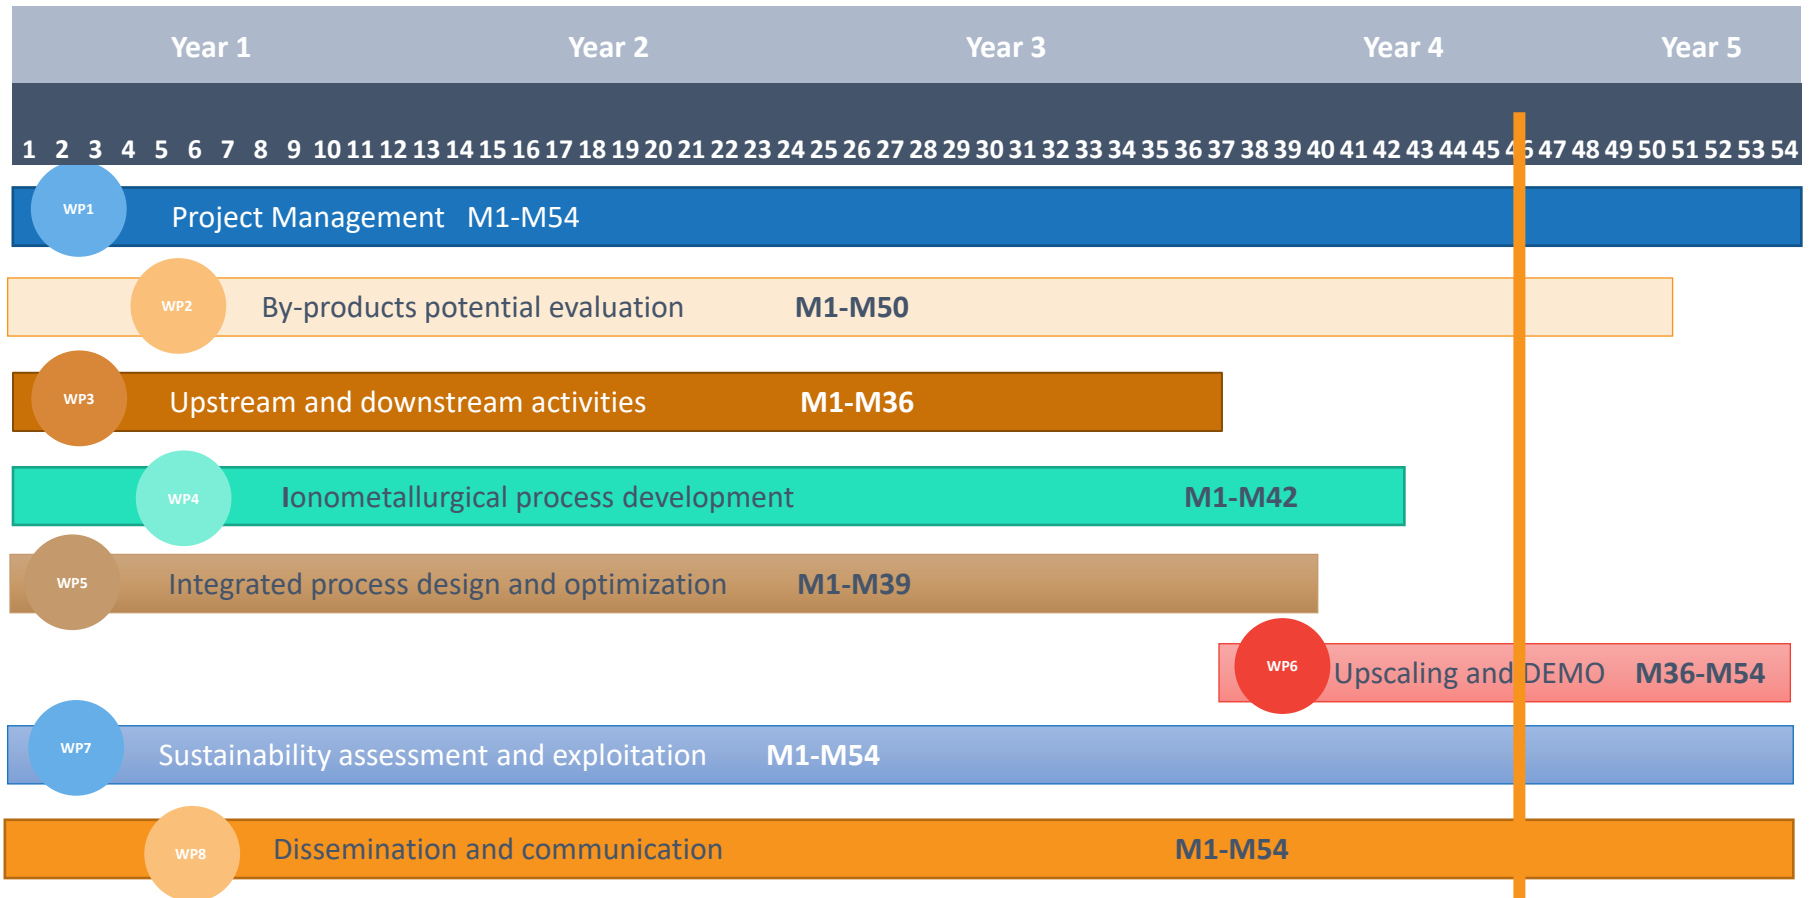 Year 1 Year 2 Year 3 Year 4 Year 5
1 2 3 4 5 6 7 8 9 10 11 12 13 14 15 16 17 18 19 20 21 22 23 24 25 26 27 28 29 30 31 32 33 34 35 36 37 38 39 40 41 42 43 44 45 46 47 48 49 50 51 52 53 54
WP1 Project Management M1-M54
WP2 By-products potential evaluation M1-M50
WP3 Upstream and downstream activities M1-M36
WP4 Ionometallurgical process development M1-M42
WP5 Integrated process design and optimization M1-M39
WP6 Upscaling and DEMO M36-M54
WP7 Sustainability assessment and exploitation M1-M54
WP8 Dissemination and communication M1-M54